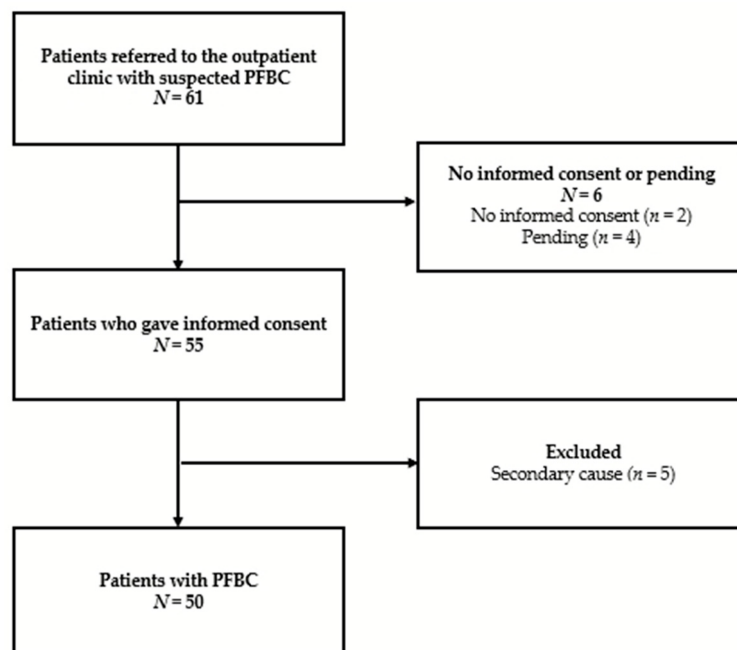 Patients referred to the outpatient
clinic with suspected PFBC
N = 61
No informed consent or pending
N = 6
No informed consent (n = 2)
Pending (n = 4)
Patients who gave informed consent
N = 55
Excluded
Secondary cause (n = 5)
Patients with PFBC
N = 50